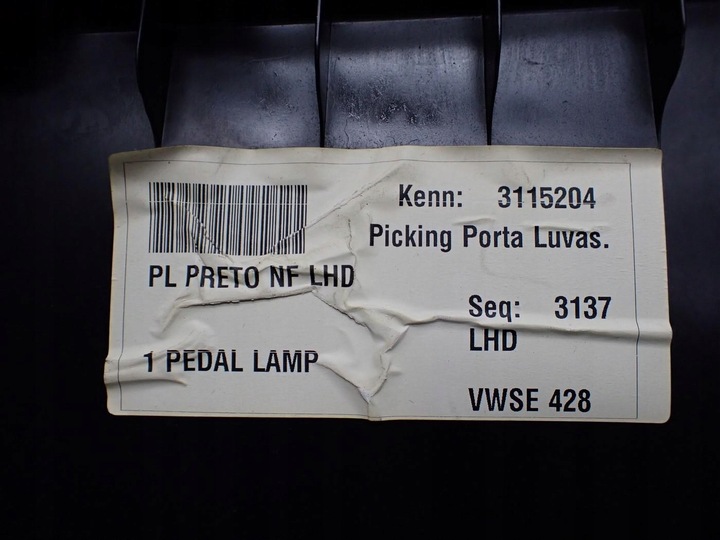 Kenn: 3115204
Picking Porta Luvas.
PL PRETO NF LHD
Seq: 3137
LHD
1 PEDAL LAMP
VWSE 428